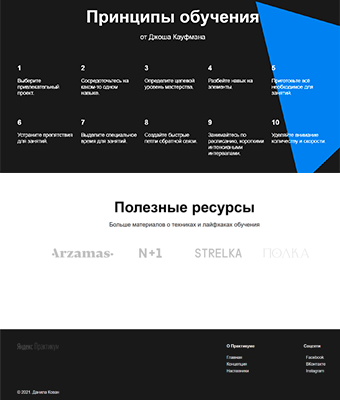 Принципы обучения
от Джоша Кауфмана
1 2 3 4 5
Выберите
привлекательный
проект.
Сосредоточьтесь на
каком-то одном
навыке.
Определите целевой
уровень мастерства.
Разбейте навык на
элементы.
Приготовьте всё
необходимое для
занятий.
6 7 8 9 10
Устраните препятствия
для занятий.
Выделите специальное
время для занятий.
Создайте быстрые
петли обратной связи.
Занимайтесь по
расписанию, короткими
интенсивными
интервалами.
Уделяйте внимание
количеству и скорости.
Полезные ресурсы
Больше материалов о техниках и лайфхаках обучения
Arzamas N+1 STRELKA ПОЛКА
Яндекс Практикум
О Практикуме
Главная
Концепция
Наставники
Соцсети
Facebook
ВКонтакте
Instagram
© 2021. Данила Кован